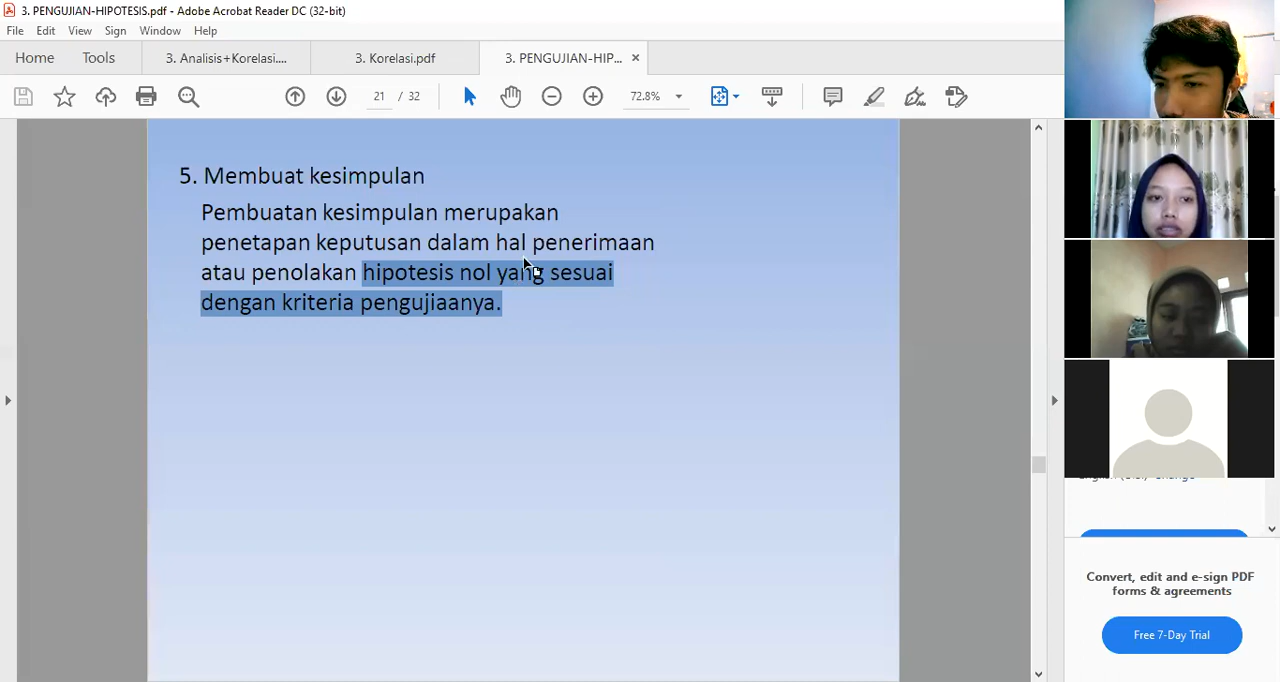 3. PENGUJIAN-HIPOTESIS.pdf - Adobe Acrobat Reader DC (32-bit)
File Edit View Sign Window Help
Home Tools 3. Analisis+Korelasi.... 3. Korelasi.pdf 3. PENGUJIAN-HIP... ×
21 / 32 72.8%
5. Membuat kesimpulan
Pembuatan kesimpulan merupakan
penetapan keputusan dalam hal penerimaan
atau penolakan hipotesis nol yang sesuai
dengan kriteria pengujiaanya.
Convert, edit and e-sign PDF
forms & agreements
Free 7-Day Trial